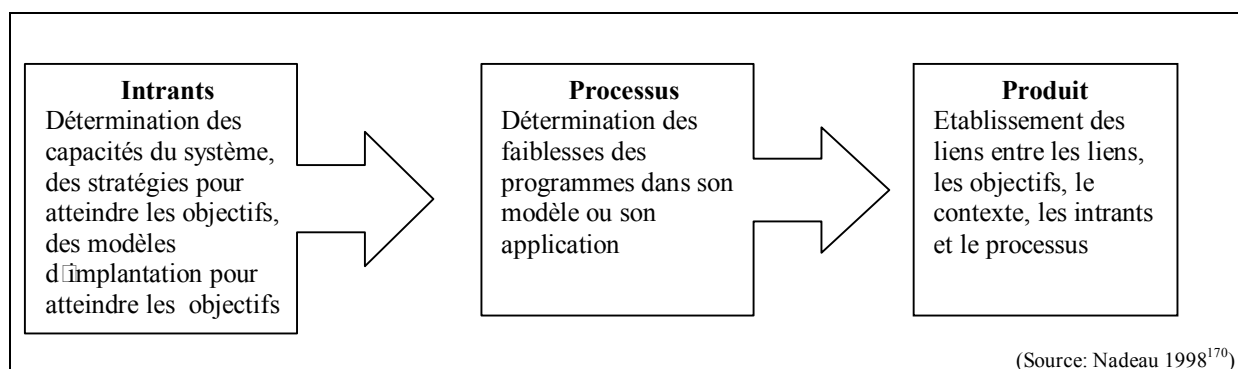 Intrants
Détermination des
capacités du système,
des stratégies pour
atteindre les objectifs,
des modèles
d□implantation pour
atteindre les objectifs
Processus
Détermination des
faiblesses des
programmes dans son
modèle ou son
application
Produit
Etablissement des
liens entre les liens,
les objectifs, le
contexte, les intrants
et le processus
(Source: Nadeau 1998170)